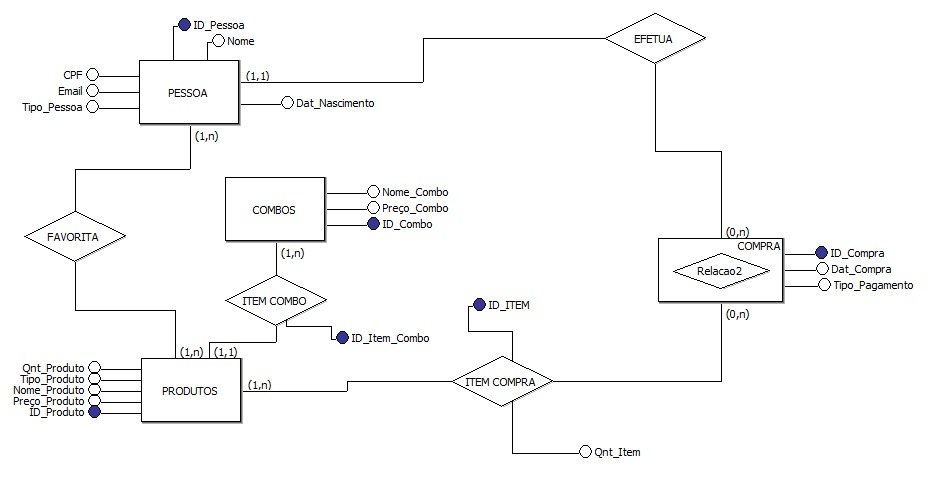 ID_Pessoa
Nome
EFETUA
CPF
(1,1)
Email
PESSOA
Tipo_Pessoa
Dat_Nascimento
(1,n)
Nome_Combo
COMBOS
Preço_Combo
ID_Combo
FAVORITA
(0,n)
COMPRA
(1,n)
ID_Compra
Relacao2
Dat_Compra
Tipo_Pagamento
ITEM COMBO
ID_ITEM
(0,n)
ID_Item_Combo
(1,n)
(1,1)
Qnt_Produto
Tipo_Produto
Nome_Produto
Preço_Produto
ID_Produto
PRODUTOS
(1,n)
ITEM COMPRA
Qnt_Item